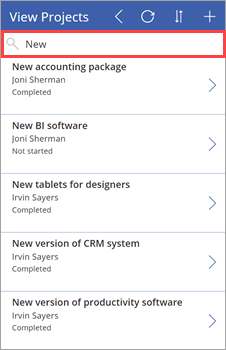 View Projects
New
New accounting package
Joni Sherman
Completed
New BI software
Joni Sherman
Not started
New tablets for designers
Irvin Sayers
Completed
New version of CRM system
Irvin Sayers
Completed
New version of productivity software
Irvin Sayers
Completed